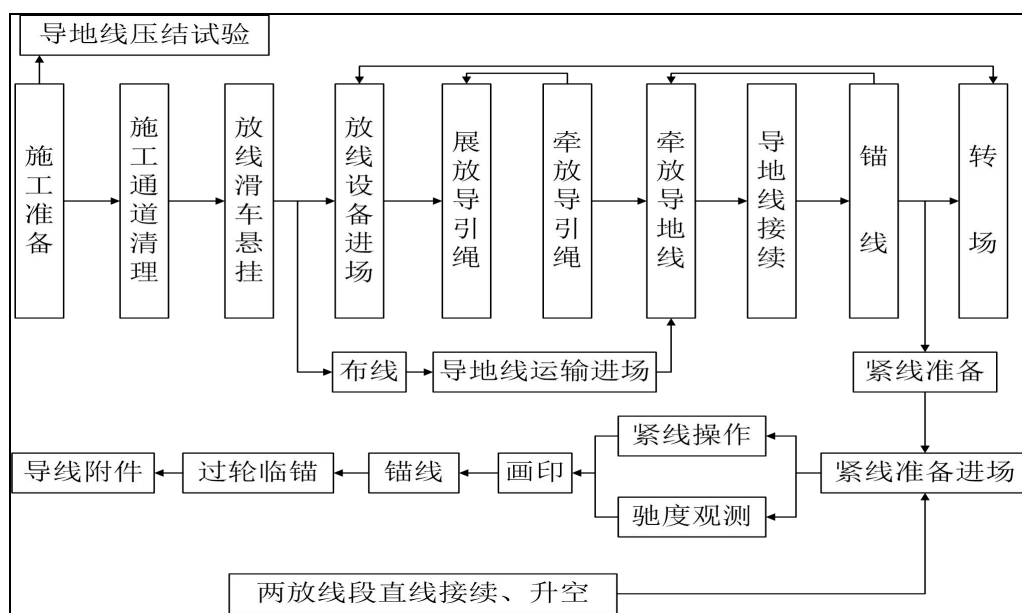 导地线压结试验
施工准备
施工通道清理
放线滑车悬挂
放线设备进场
展放导引绳
牵放导引绳
牵放导地线
导地线接续
锚线
转场
布线
导地线运输进场
紧线准备
紧线操作
导线附件
过轮临锚
锚线
画印
紧线准备进场
驰度观测
两放线段直线接续、升空